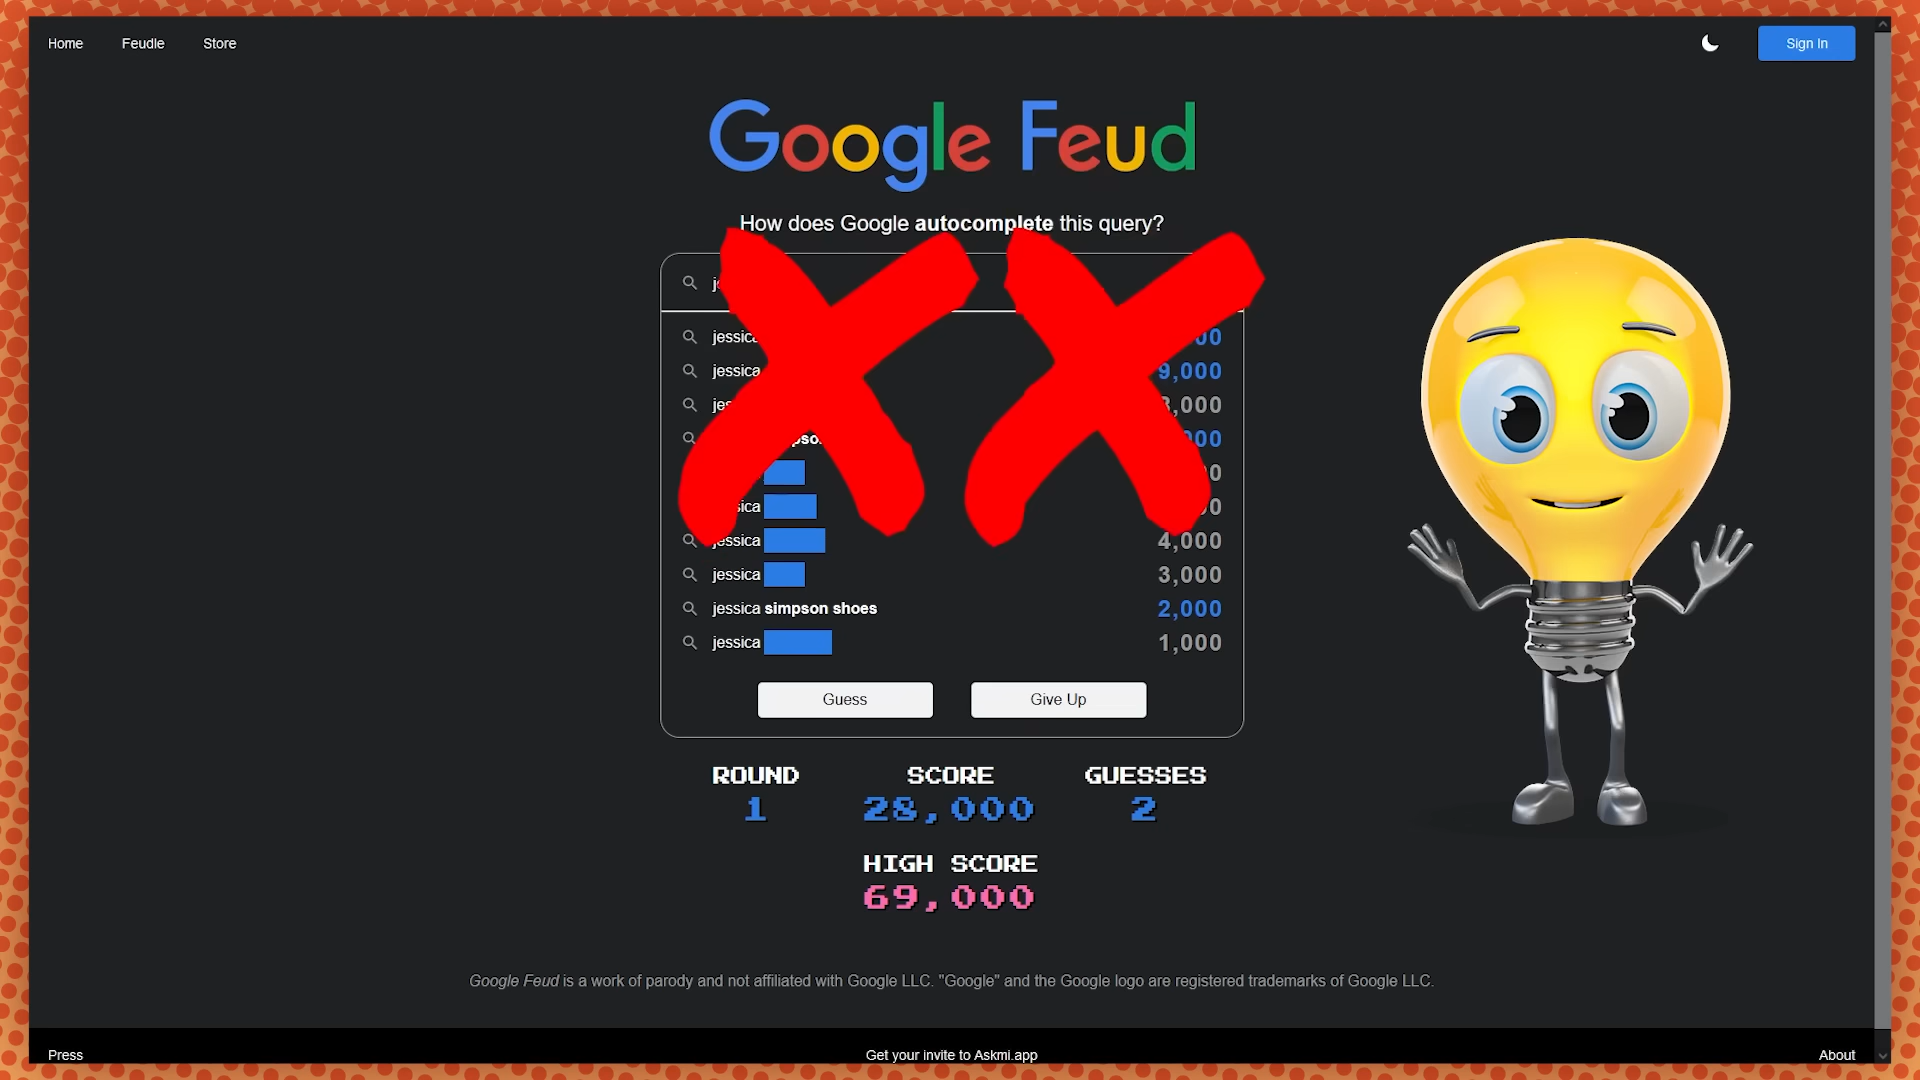 Home Feudle Store Sign In
Google Feud
How does Google autocomplete this query?
jessica
jessica 9,000
,000
jessica 4,000
jessica 3,000
jessica simpson shoes 2,000
jessica 1,000
Guess Give Up
ROUND SCORE GUESSES
1 28,000 2
HIGH SCORE
69,000
Google Feud is a work of parody and not affiliated with Google LLC. "Google" and the Google logo are registered trademarks of Google LLC.
Press Get your invite to Askmi.app About